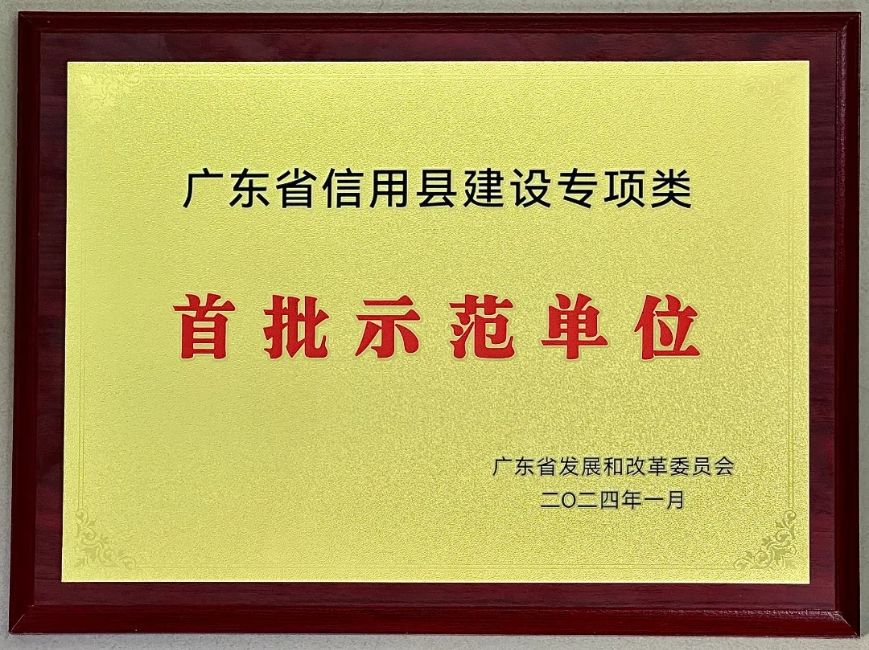 广东省信用县建设专项类
首批示范单位
广东省发展和改革委员会
二〇二四年一月